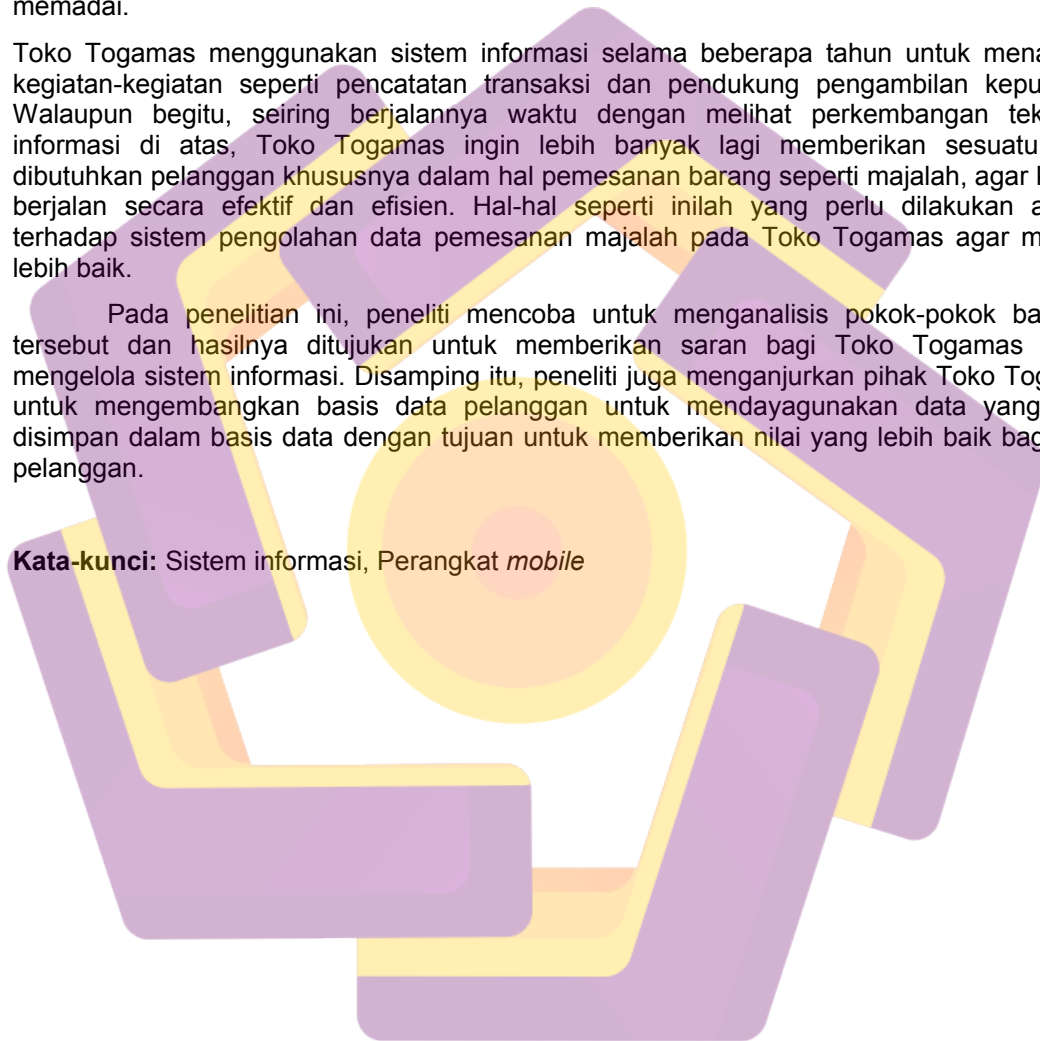 memadai.
Toko Togamas menggunakan sistem informasi selama beberapa tahun untuk mena
kegiatan-kegiatan seperti pencatatan transaksi dan pendukung pengambilan kepu
Walaupun begitu, seiring berjalannya waktu dengan melihat perkembangan tek
informasi di atas, Toko Togamas ingin lebih banyak lagi memberikan sesuatu
dibutuhkan pelanggan khususnya dalam hal pemesanan barang seperti majalah, agar
berjalan secara efektif dan efisien. Hal-hal seperti inilah yang perlu dilakukan a
terhadap sistem pengolahan data pemesanan majalah pada Toko Togamas agar m
lebih baik.
Pada penelitian ini, peneliti mencoba untuk menganalisis pokok-pokok ba
tersebut dan hasilnya ditujukan untuk memberikan saran bagi Toko Togamas
mengelola sistem informasi. Disamping itu, peneliti juga menganjurkan pihak Toko Tog
untuk mengembangkan basis data pelanggan untuk mendayagunakan data yang
disimpan dalam basis data dengan tujuan untuk memberikan nilai yang lebih baik bag
pelanggan.
Kata-kunci: Sistem informasi, Perangkat mobile